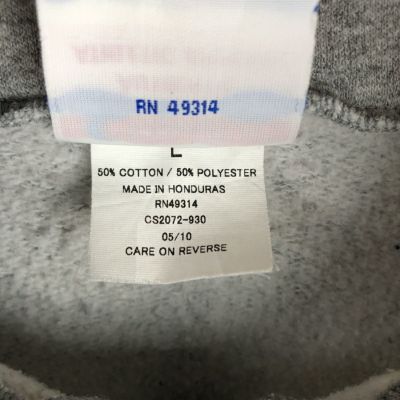 RN 49314
L
50% COTTON / 50% POLYESTER
MADE IN HONDURAS
RN49314
CS2072-930
05/10
CARE ON REVERSE